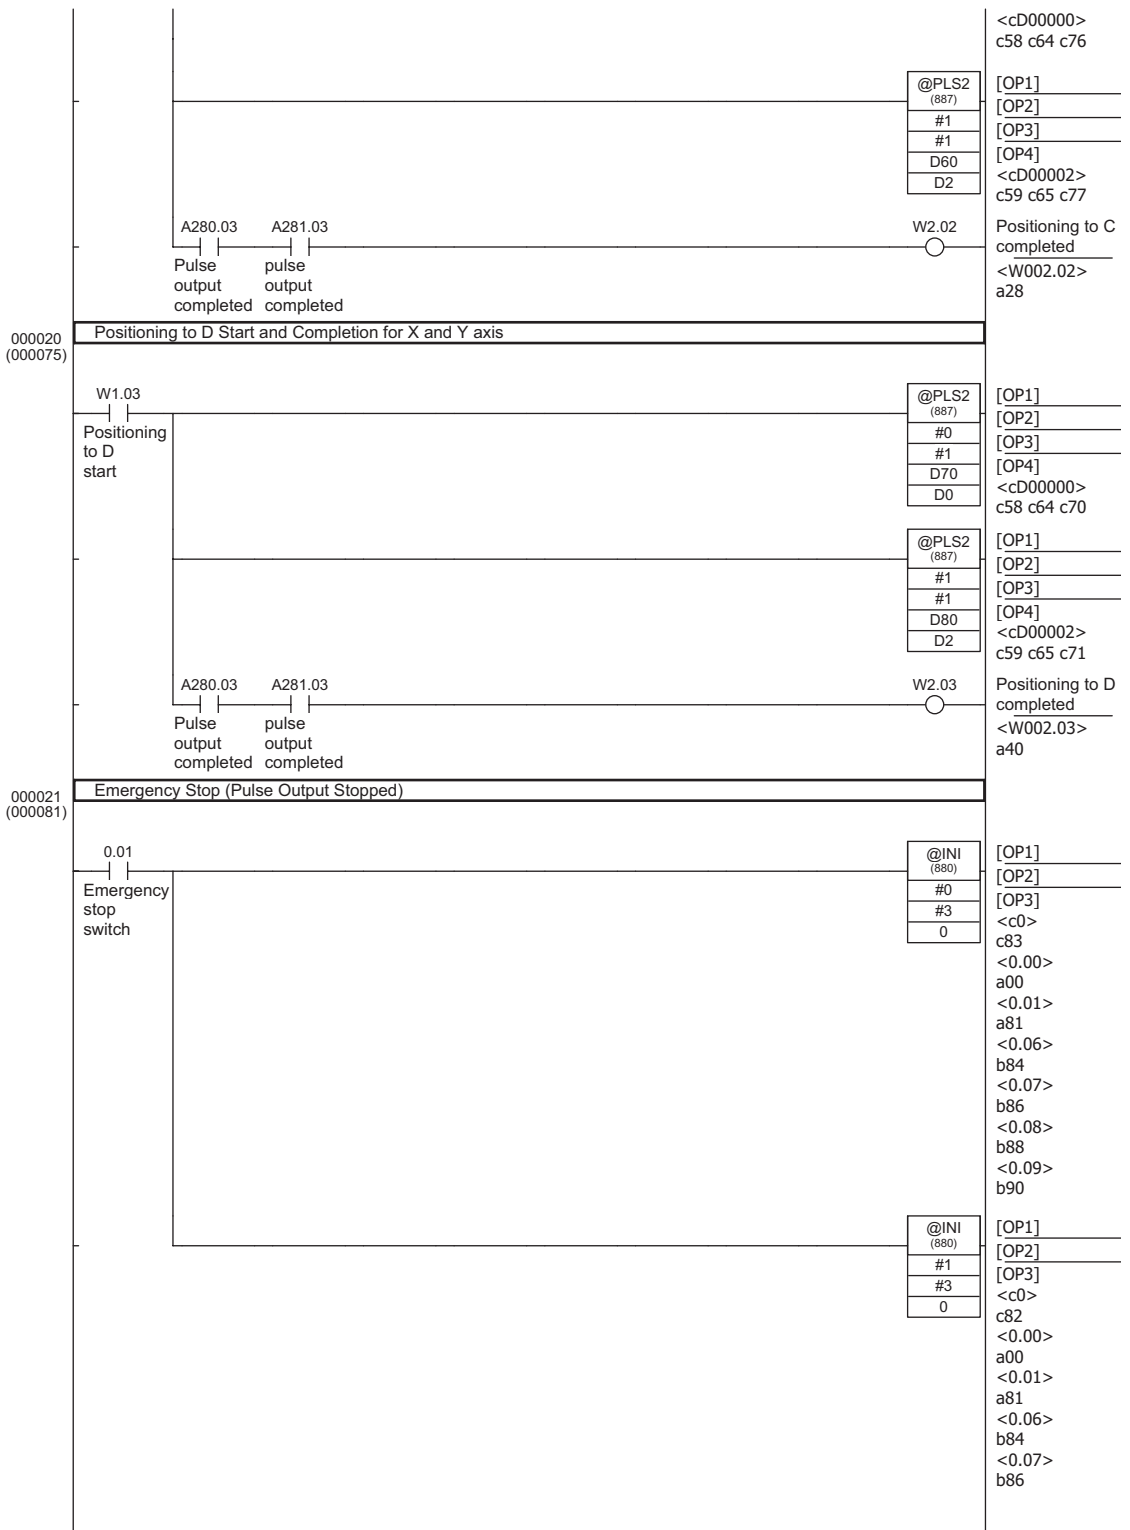 <cD00000>
c58 c64 c76
@PLS2
(887)
#1
#1
D60
D2
[OP1]
[OP2]
[OP3]
[OP4]
<cD00002>
c59 c65 c77
A280.03
A281.03
W2.02
Pulse
output
completed
pulse
output
completed
Positioning to C
completed
<W002.02>
a28
000020
(000075)
Positioning to D Start and Completion for X and Y axis
W1.03
Positioning
to D
start
@PLS2
(887)
#0
#1
D70
D0
[OP1]
[OP2]
[OP3]
[OP4]
<cD00000>
c58 c64 c70
@PLS2
(887)
#1
#1
D80
D2
[OP1]
[OP2]
[OP3]
[OP4]
<cD00002>
c59 c65 c71
A280.03
A281.03
W2.03
Pulse
output
completed
pulse
output
completed
Positioning to D
completed
<W002.03>
a40
000021
(000081)
Emergency Stop (Pulse Output Stopped)
0.01
Emergency
stop
switch
@INI
(880)
#0
#3
0
[OP1]
[OP2]
[OP3]
<c0>
c83
<0.00>
a00
<0.01>
a81
<0.06>
b84
<0.07>
b86
<0.08>
b88
<0.09>
b90
@INI
(880)
#1
#3
0
[OP1]
[OP2]
[OP3]
<c0>
c82
<0.00>
a00
<0.01>
a81
<0.06>
b84
<0.07>
b86